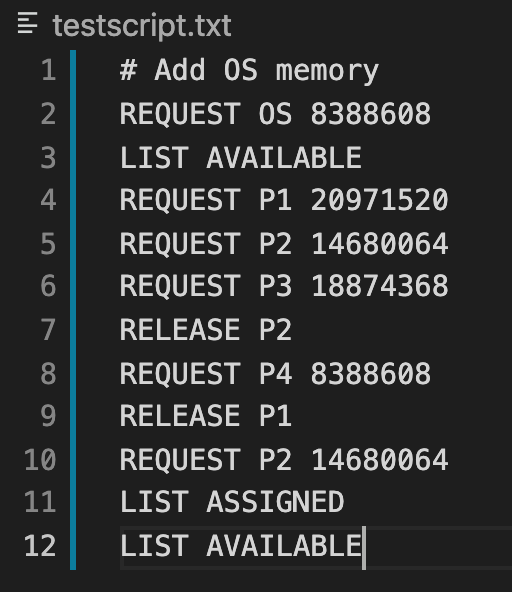 testscript.txt
1 # Add OS memory
2 REQUEST OS 8388608
3 LIST AVAILABLE
4 REQUEST P1 20971520
5 REQUEST P2 14680064
6 REQUEST P3 18874368
7 RELEASE P2
8 REQUEST P4 8388608
9 RELEASE P1
10 REQUEST P2 14680064
11 LIST ASSIGNED
12 LIST AVAILABLE